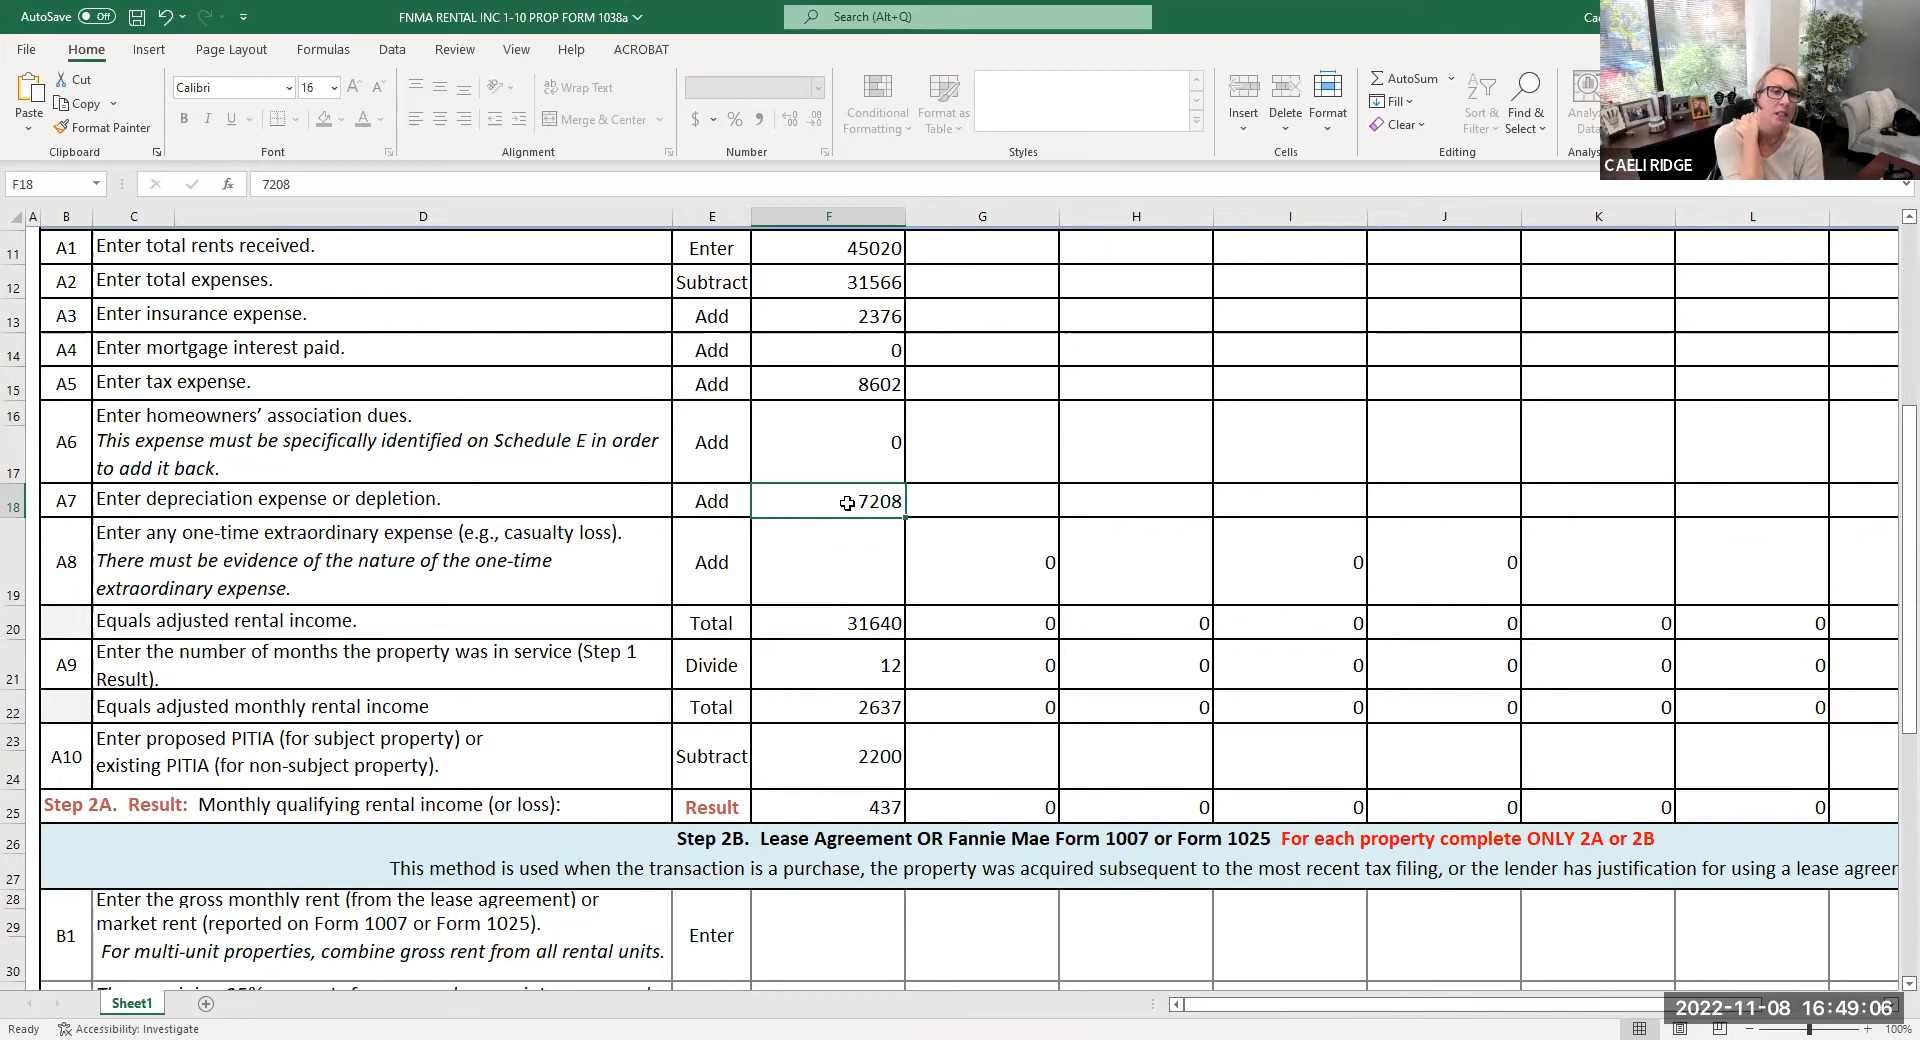 AutoSave Off FNMA RENTAL INC 1-10 PROP FORM 1038a Search (Alt+Q)
File Home Insert Page Layout Formulas Data Review View Help ACROBAT
Paste Cut Copy Format Painter Clipboard
Calibri 16 A A B I U A Font
Wrap Text Merge & Center Alignment
$ % Number
Conditional Formatting Format as Table Styles
Insert Delete Format Cells
AutoSum Fill Clear Sort & Filter Find & Select Editing
CAELI RIDGE
F18 fx 7208
A B C D E F G H I J K L
11 A1 Enter total rents received. Enter 45020
12 A2 Enter total expenses. Subtract 31566
13 A3 Enter insurance expense. Add 2376
14 A4 Enter mortgage interest paid. Add 0
15 A5 Enter tax expense. Add 8602
16 Enter homeowners’ association dues.
A6 This expense must be specifically identified on Schedule E in order Add 0
17 to add it back.
18 A7 Enter depreciation expense or depletion. Add 7208
Enter any one-time extraordinary expense (e.g., casualty loss).
A8 There must be evidence of the nature of the one-time Add 0 0 0
19 extraordinary expense.
20 Equals adjusted rental income. Total 31640 0 0 0 0 0 0
A9 Enter the number of months the property was in service (Step 1 Divide 12 0 0 0 0 0 0
21 Result).
22 Equals adjusted monthly rental income Total 2637 0 0 0 0 0 0
23 Enter proposed PITIA (for subject property) or
24 A10 existing PITIA (for non-subject property). Subtract 2200
25 Step 2A. Result: Monthly qualifying rental income (or loss): Result 437 0 0 0 0 0 0
26 Step 2B. Lease Agreement OR Fannie Mae Form 1007 or Form 1025 For each property complete ONLY 2A or 2B
27 This method is used when the transaction is a purchase, the property was acquired subsequent to the most recent tax filing, or the lender has justification for using a lease agreer
28 Enter the gross monthly rent (from the lease agreement) or
29 B1 market rent (reported on Form 1007 or Form 1025). Enter
30 For multi-unit properties, combine gross rent from all rental units.
Sheet1
2022-11-08 16:49:06
Ready Accessibility: Investigate 100%